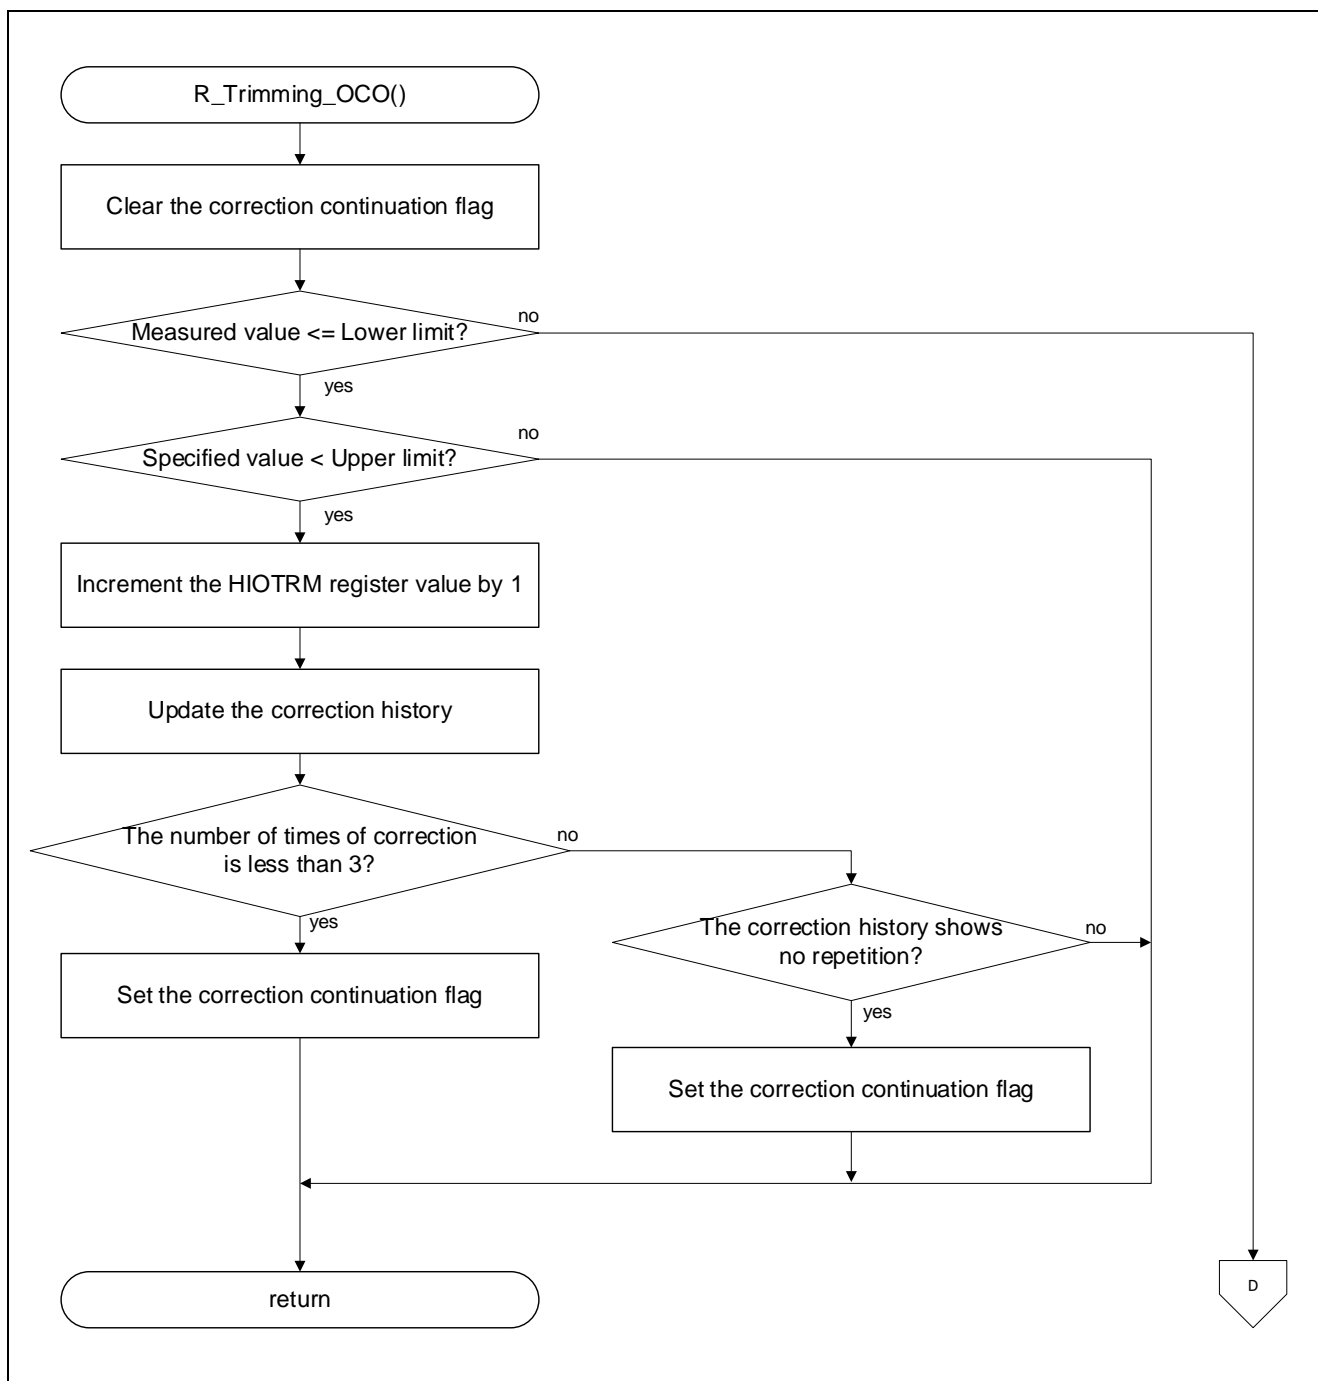 R_Trimming_OCO()
Clear the correction continuation flag
Measured value <= Lower limit?
no
yes
Specified value < Upper limit?
no
yes
Increment the HIOTRM register value by 1
Update the correction history
The number of times of correction
is less than 3?
no
yes
The correction history shows
no repetition?
no
yes
Set the correction continuation flag
Set the correction continuation flag
return
D